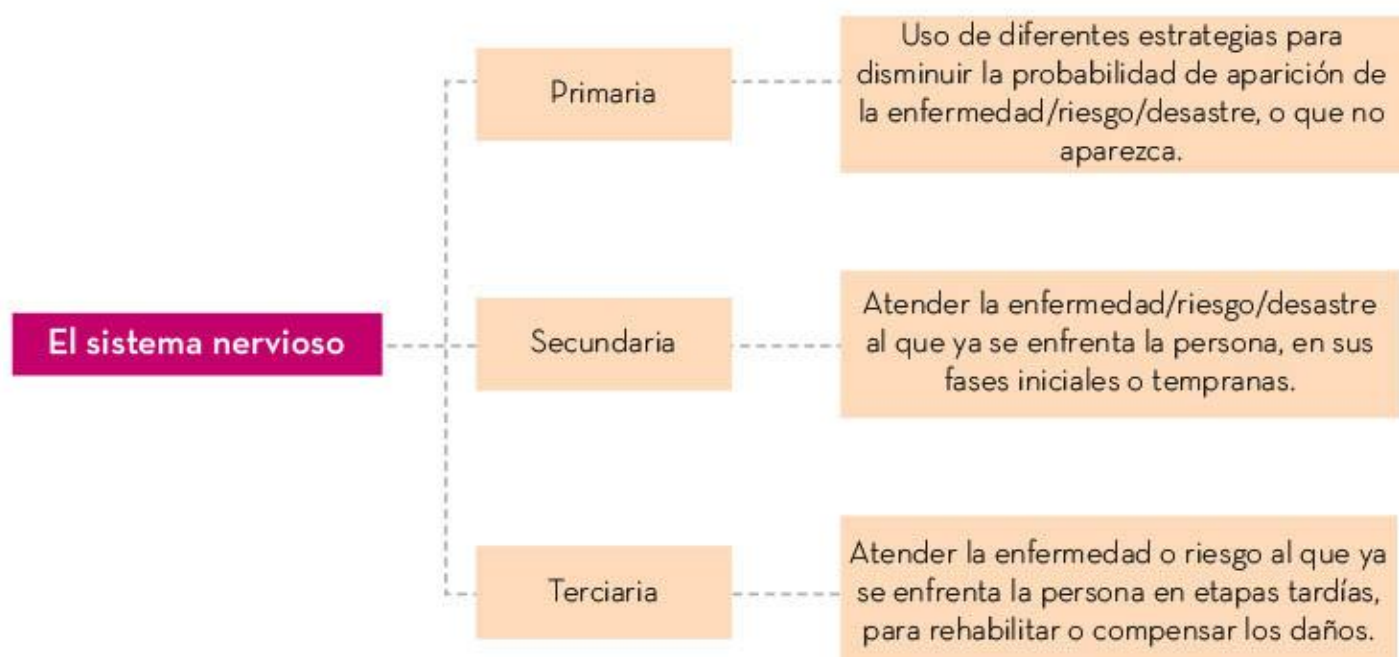 El sistema nervioso
Primaria
Uso de diferentes estrategias para
disminuir la probabilidad de aparición de
la enfermedad/riesgo/desastre, o que no
aparezca.
Secundaria
Atender la enfermedad/riesgo/desastre
al que ya se enfrenta la persona, en sus
fases iniciales o tempranas.
Terciaria
Atender la enfermedad o riesgo al que ya
se enfrenta la persona en etapas tardías,
para rehabilitar o compensar los daños.